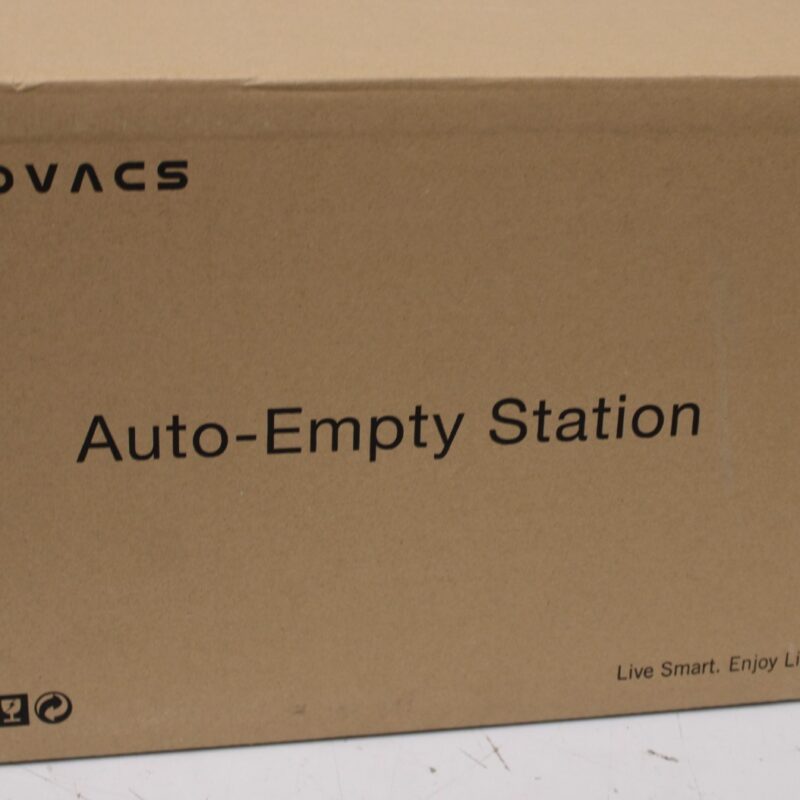 OVACS
Auto-Empty Station
Live Smart. Enjoy Li